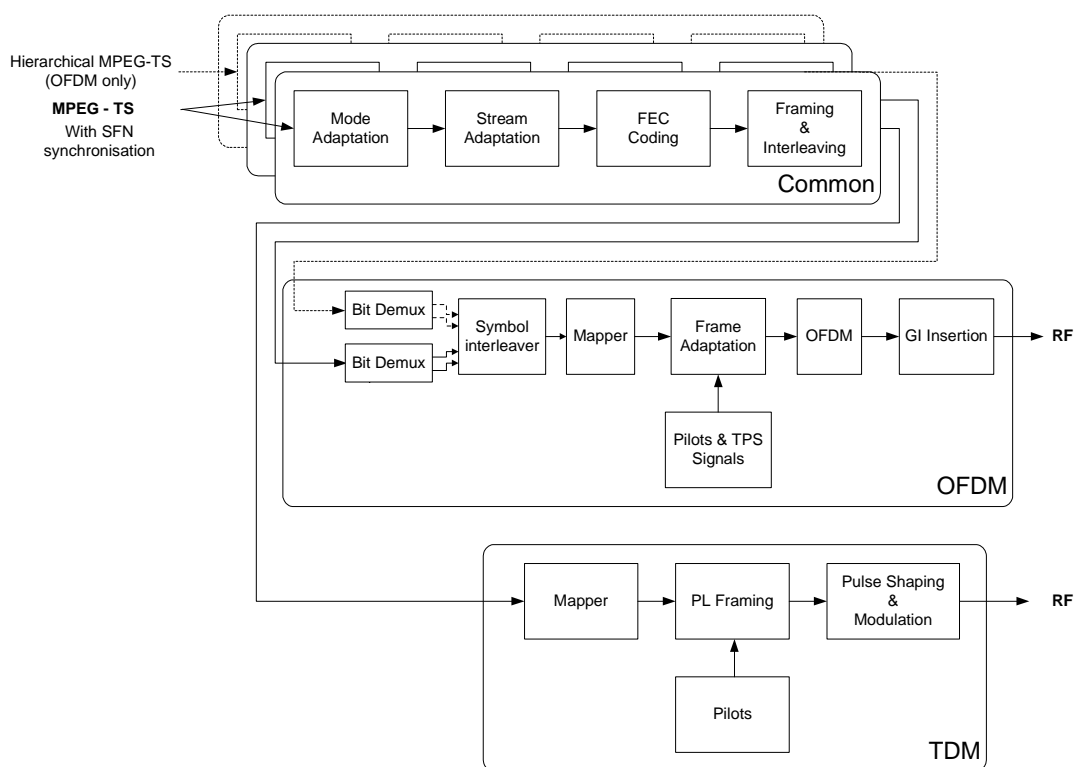 Hierarchical MPEG-TS
(OFDM only)
MPEG - TS
With SFN
synchronisation
Mode
Adaptation
Stream
Adaptation
FEC
Coding
Framing
&
Interleaving
Common
Bit Demux
Bit Demux
Symbol
interleaver
Mapper
Frame
Adaptation
OFDM
GI Insertion
RF
Pilots & TPS
Signals
OFDM
Mapper
PL Framing
Pulse Shaping
&
Modulation
RF
Pilots
TDM